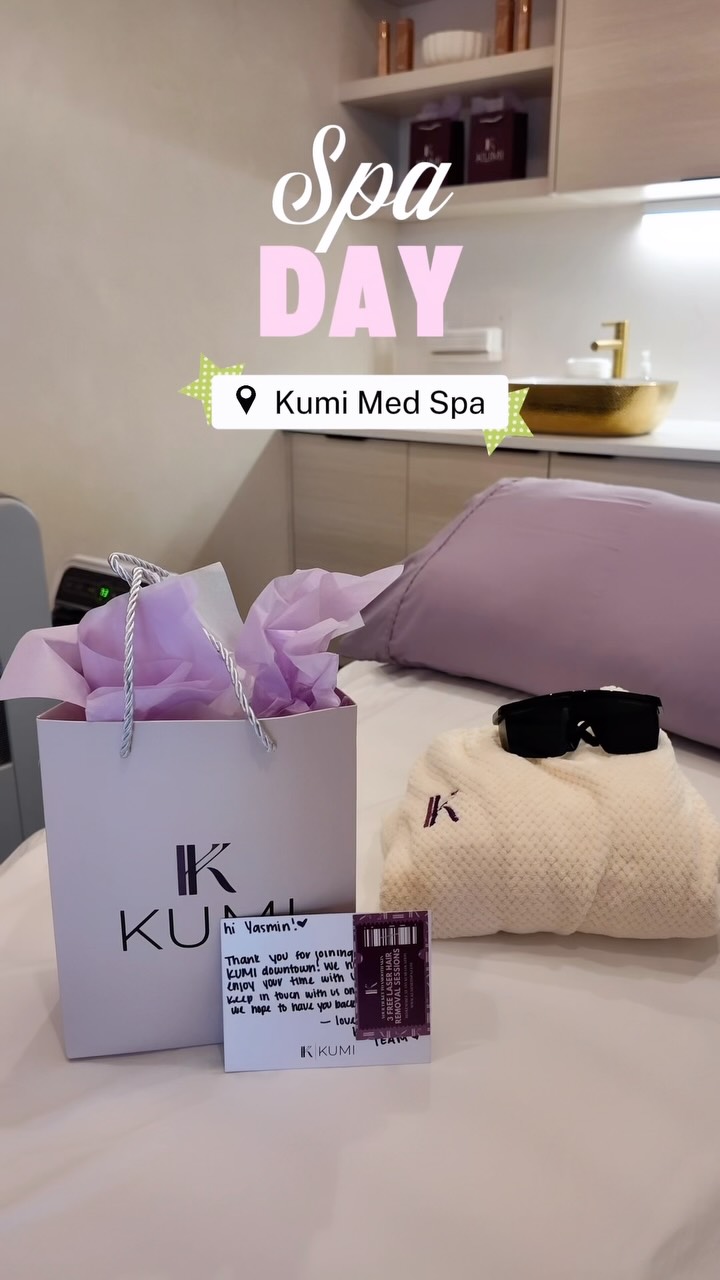 KUMI
Spa
DAY
Kumi Med Spa
K
KUMI
hi Yasmin!
Thank you for joining
KUMI downtown! We
enjoy your time with
keep in touch with us on
we hope to have you back
— love
TEAM
K | KUMI
K
3 FREE LASER HAIR
REMOVAL SESSIONS
K